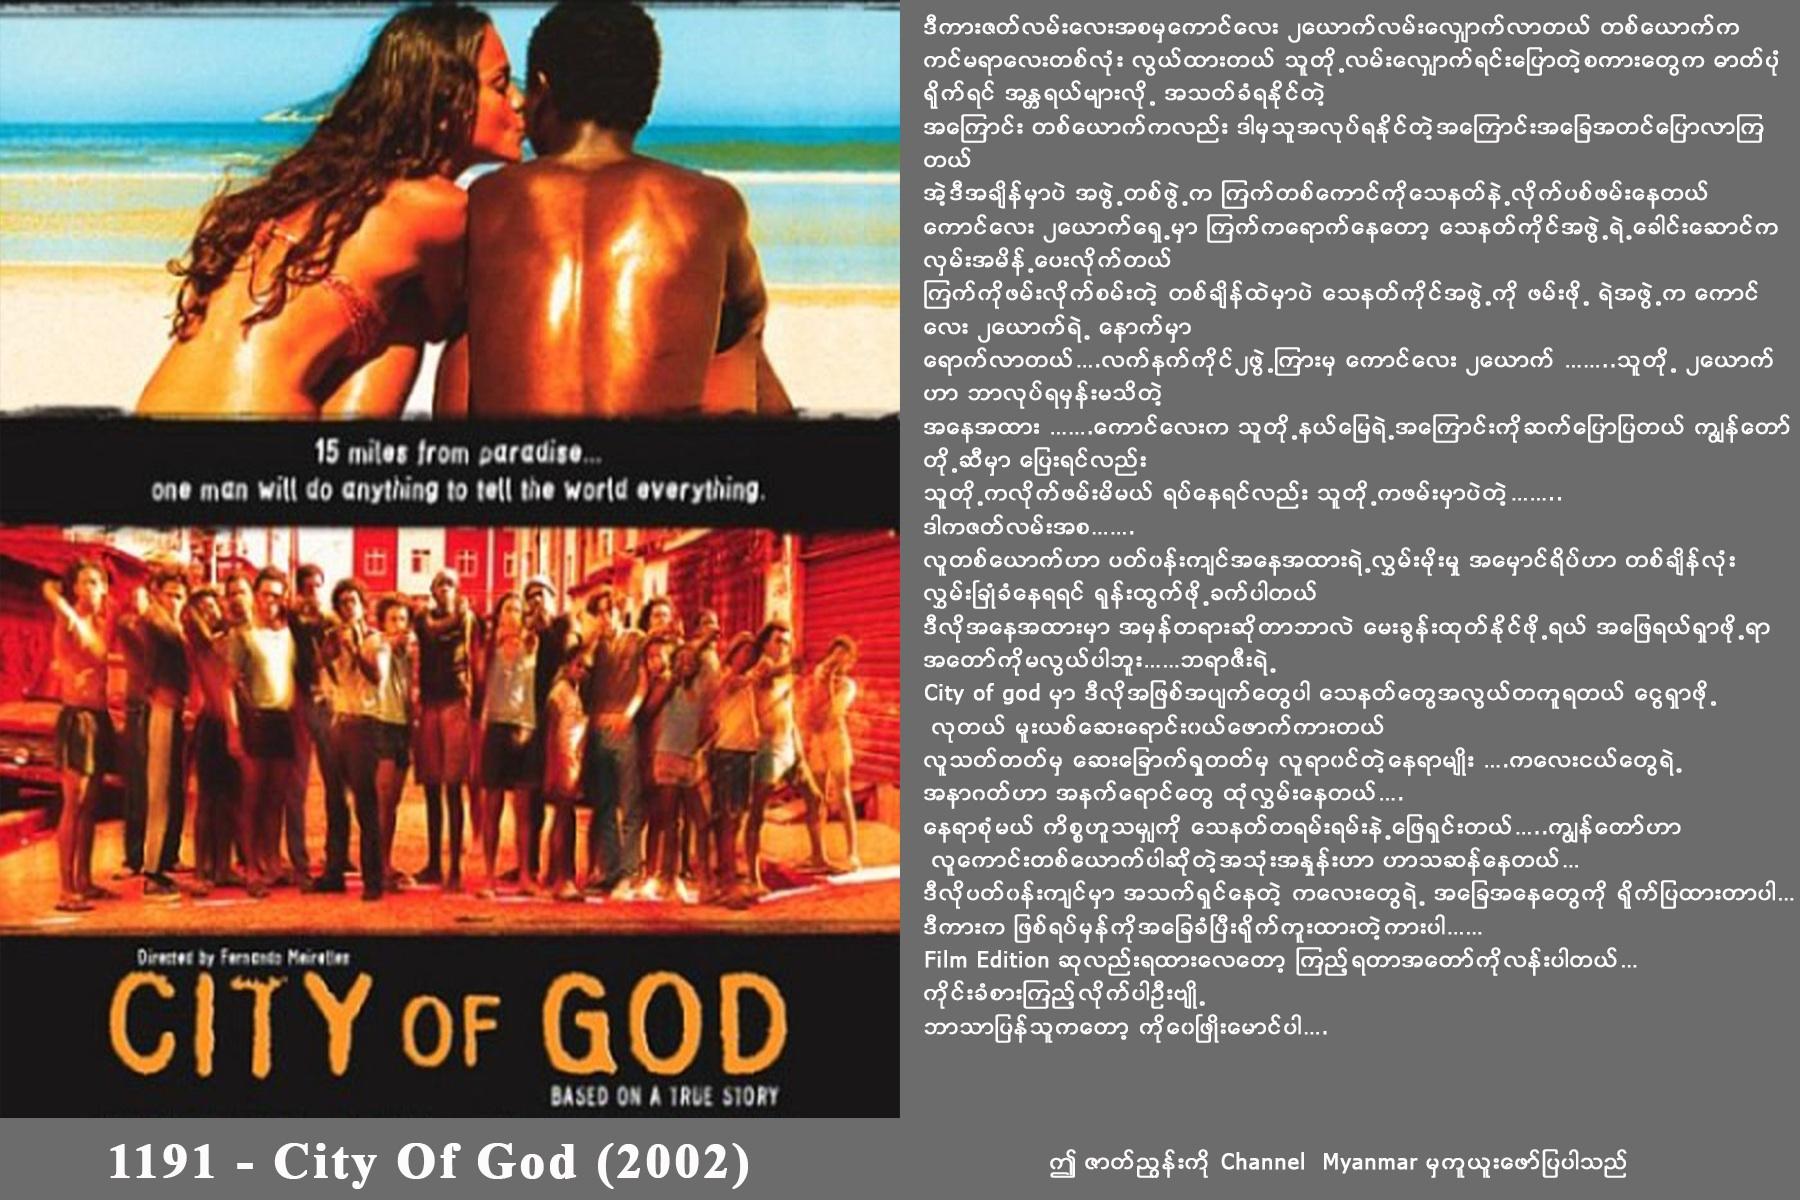 15 miles from paradise...
one man will do anything to tell the world everything.
Directed by Fernando Meirelles
CITY OF GOD
BASED ON A TRUE STORY
1191 - City Of God (2002)
ဒီကားဇတ်လမ်းလေးအစမှကောင်လေး ၂ယောက်လမ်းလျှောက်လာတယ် တစ်ယောက်က
ကင်မရာလေးတစ်လုံး လွယ်ထားတယ် သူတို့လမ်းလျှောက်ရင်းပြောတဲ့စကားတွေက ဓာတ်ပုံ
ရိုက်ရင် အန္တရယ်များလို့ အသတ်ခံရနိုင်တဲ့
အကြောင်း တစ်ယောက်ကလည်း ဒါမှသူအလုပ်ရနိုင်တဲ့အကြောင်းအခြေအတင်ပြောလာကြ
တယ်
အဲ့ဒီအချိန်မှာပဲ အဖွဲ့တစ်ဖွဲ့က ကြက်တစ်ကောင်ကိုသေနတ်နဲ့လိုက်ပစ်ဖမ်းနေတယ်
ကောင်လေး ၂ယောက်ရှေ့မှာ ကြက်ကရောက်နေတော့ သေနတ်ကိုင်အဖွဲ့ရဲ့ခေါင်းဆောင်က
လှမ်းအမိန့်ပေးလိုက်တယ်
ကြက်ကိုဖမ်းလိုက်စမ်းတဲ့ တစ်ချိန်ထဲမှာပဲ သေနတ်ကိုင်အဖွဲ့ကို ဖမ်းဖို့ ရဲအဖွဲ့က ကောင်
လေး ၂ယောက်ရဲ့ နောက်မှာ
ရောက်လာတယ်....လက်နက်ကိုင်၂ဖွဲ့ကြားမှ ကောင်လေး ၂ယောက် ........သူတို့ ၂ယောက်
ဟာ ဘာလုပ်ရမှန်းမသိတဲ့
အနေအထား .......ကောင်လေးက သူတို့နယ်မြေရဲ့အကြောင်းကိုဆက်ပြောပြတယ် ကျွန်တော်
တို့ဆီမှာ ပြေးရင်လည်း
သူတို့ကလိုက်ဖမ်းမိမယ် ရပ်နေရင်လည်း သူတို့ကဖမ်းမှာပဲတဲ့........
ဒါကဇတ်လမ်းအစ.......
လူတစ်ယောက်ဟာ ပတ်ဝန်းကျင်အနေအထားရဲ့လွှမ်းမိုးမှု အမှောင်ရိပ်ဟာ တစ်ချိန်လုံး
လွှမ်းခြုံခံနေရရင် ရုန်းထွက်ဖို့ခက်ပါတယ်
ဒီလိုအနေအထားမှာ အမှန်တရားဆိုတာဘာလဲ မေးခွန်းထုတ်နိုင်ဖို့ရယ် အဖြေရယ်ရှာဖို့ရာ
အတော်ကိုမလွယ်ပါဘူး......ဘရာဇီးရဲ့
City of god မှာ ဒီလိုအဖြစ်အပျက်တွေပါ သေနတ်တွေအလွယ်တကူရတယ် ငွေရှာဖို့
လုတယ် မူးယစ်ဆေးရောင်းဝယ်ဖောက်ကားတယ်
လူသတ်တတ်မှ ဆေးခြောက်ရှုတတ်မှ လူရာဝင်တဲ့နေရာမျိုး ....ကလေးငယ်တွေရဲ့
အနာဂတ်ဟာ အနက်ရောင်တွေ ထုံလွှမ်းနေတယ်....
နေရာစုံမယ် ကိစ္စဟူသမျှကို သေနတ်တရမ်းရမ်းနဲ့ဖြေရှင်းတယ်.....ကျွန်တော်ဟာ
လူကောင်းတစ်ယောက်ပါဆိုတဲ့အသုံးအနှုန်းဟာ ဟာသဆန်နေတယ်...
ဒီလိုပတ်ဝန်းကျင်မှာ အသက်ရှင်နေတဲ့ ကလေးတွေရဲ့ အခြေအနေတွေကို ရိုက်ပြထားတာပါ...
ဒီကားက ဖြစ်ရပ်မှန်ကိုအခြေခံပြီးရိုက်ကူးထားတဲ့ကားပါ......
Film Edition ဆုလည်းရထားလေတော့ ကြည့်ရတာအတော်ကိုလန်းပါတယ်...
ကိုင်းခံစားကြည့်လိုက်ပါဦးဗျို့
ဘာသာပြန်သူကတော့ ကိုဝေဖြိုးမောင်ပါ....
ဤ ဇာတ်ညွှန်းကို Channel Myanmar မှကူယူးဖော်ပြပါသည်